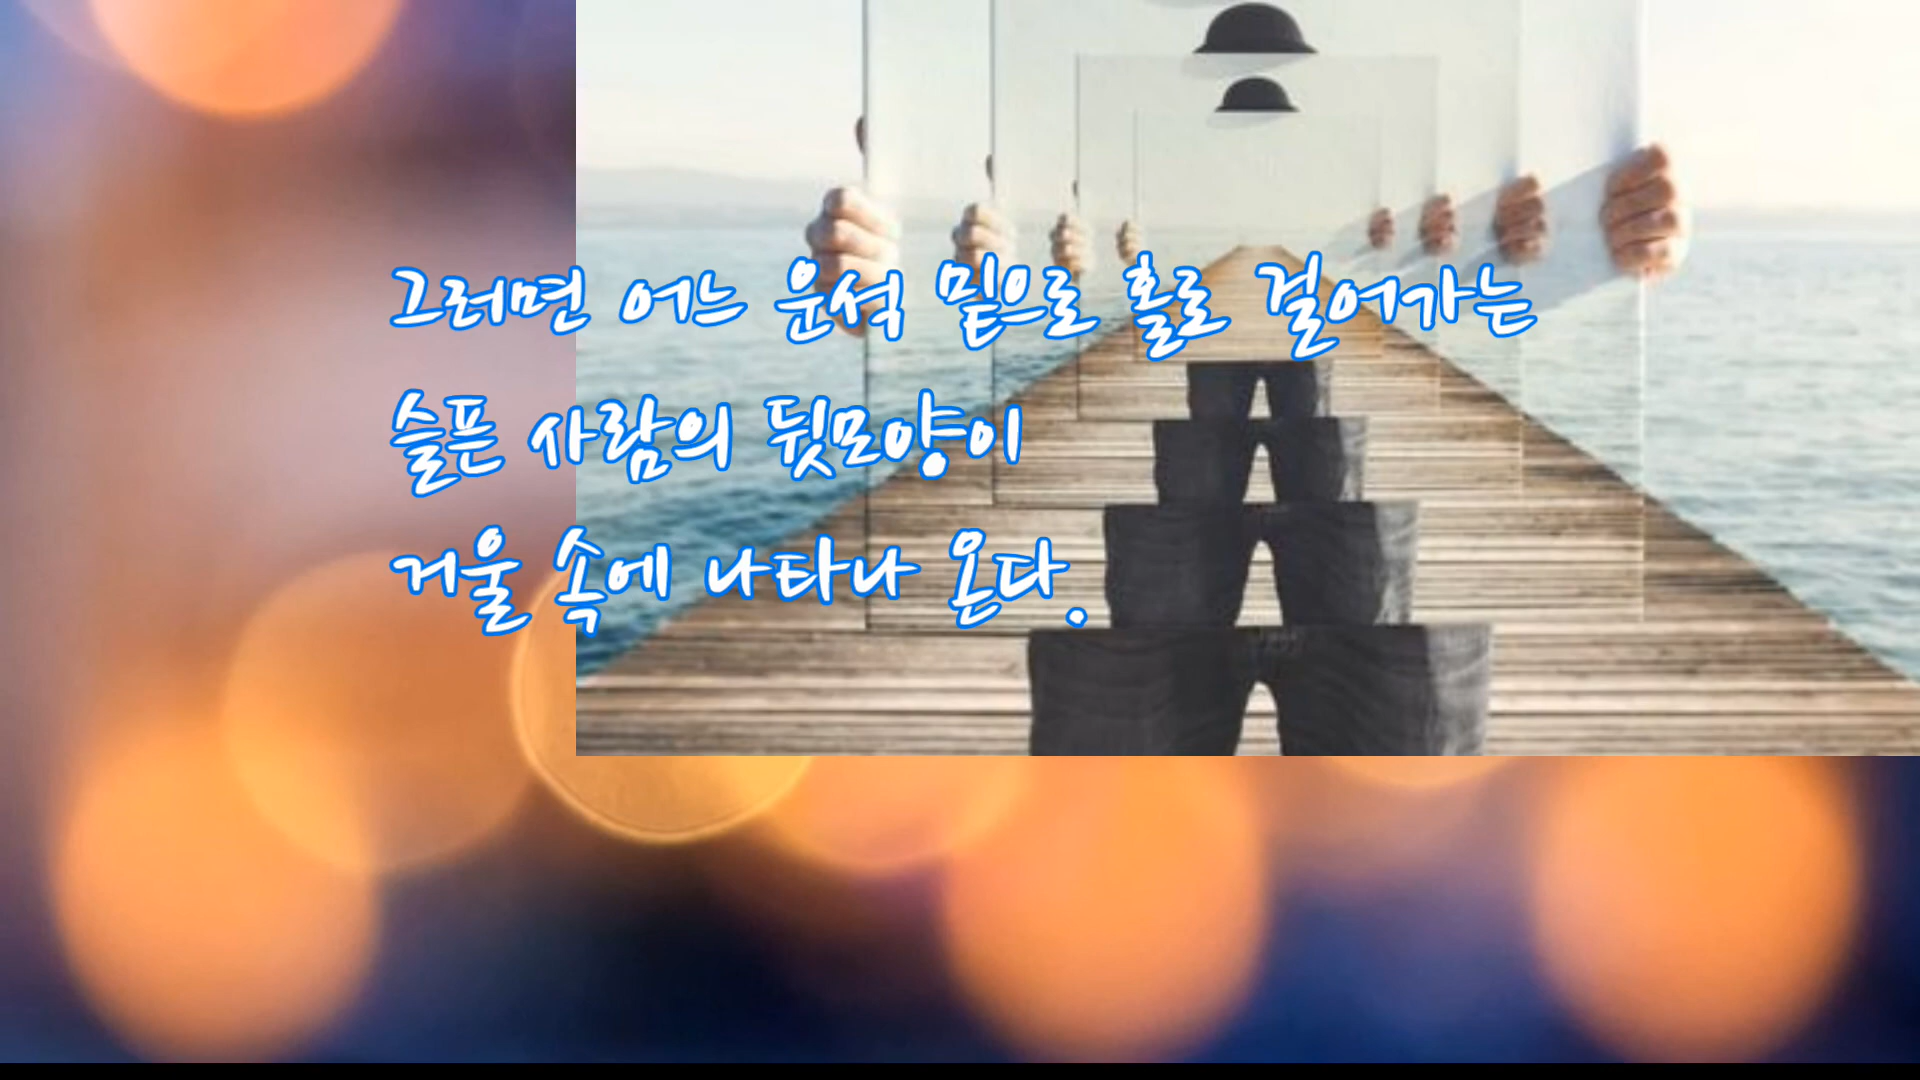 그러면 어느 운석 밑으로 홀로 걸어가는
슬픈 사람의 뒷모양이
거울 속에 나타나 온다.